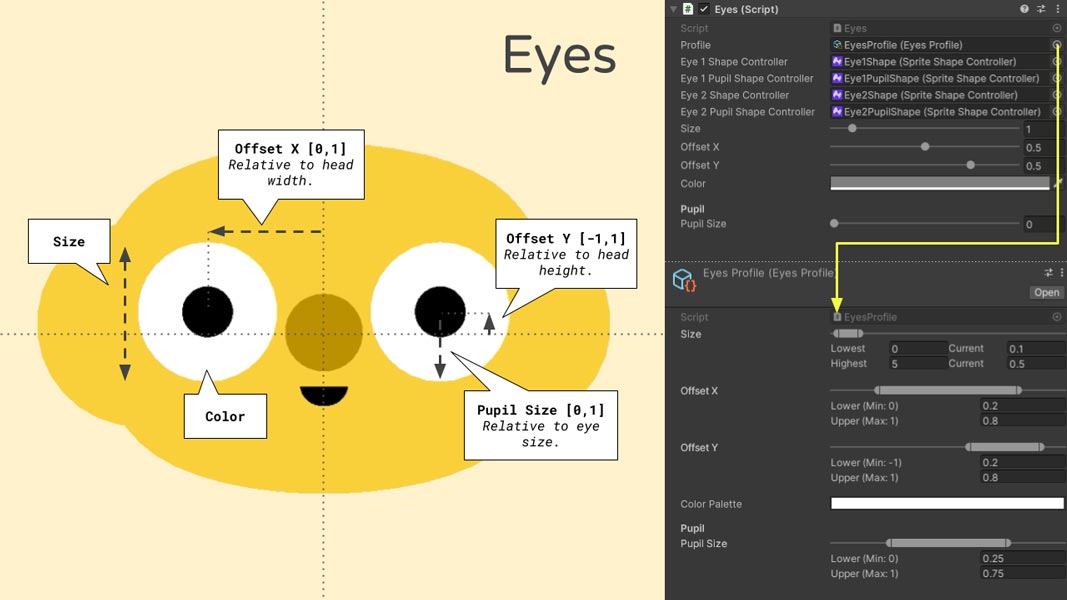 Eyes
Offset X [0,1]
Relative to head
width.
Size
Offset Y [-1,1]
Relative to head
height.
Color
Pupil Size [0,1]
Relative to eye
size.
Eyes (Script)
Script Eyes
Profile EyesProfile (Eyes Profile)
Eye 1 Shape Controller Eye1Shape (Sprite Shape Controller)
Eye 1 Pupil Shape Controller Eye1PupilShape (Sprite Shape Controller)
Eye 2 Shape Controller Eye2Shape (Sprite Shape Controller)
Eye 2 Pupil Shape Controller Eye2PupilShape (Sprite Shape Controller)
Size 1
Offset X 0.5
Offset Y 0.5
Color
Pupil
Pupil Size 0
Eyes Profile (Eyes Profile)
Open
Script EyesProfile
Size
Lowest 0 Current 0.1
Highest 5 Current 0.5
Offset X
Lower (Min: 0) 0.2
Upper (Max: 1) 0.8
Offset Y
Lower (Min: -1) 0.2
Upper (Max: 1) 0.8
Color Palette
Pupil
Pupil Size
Lower (Min: 0) 0.25
Upper (Max: 1) 0.75